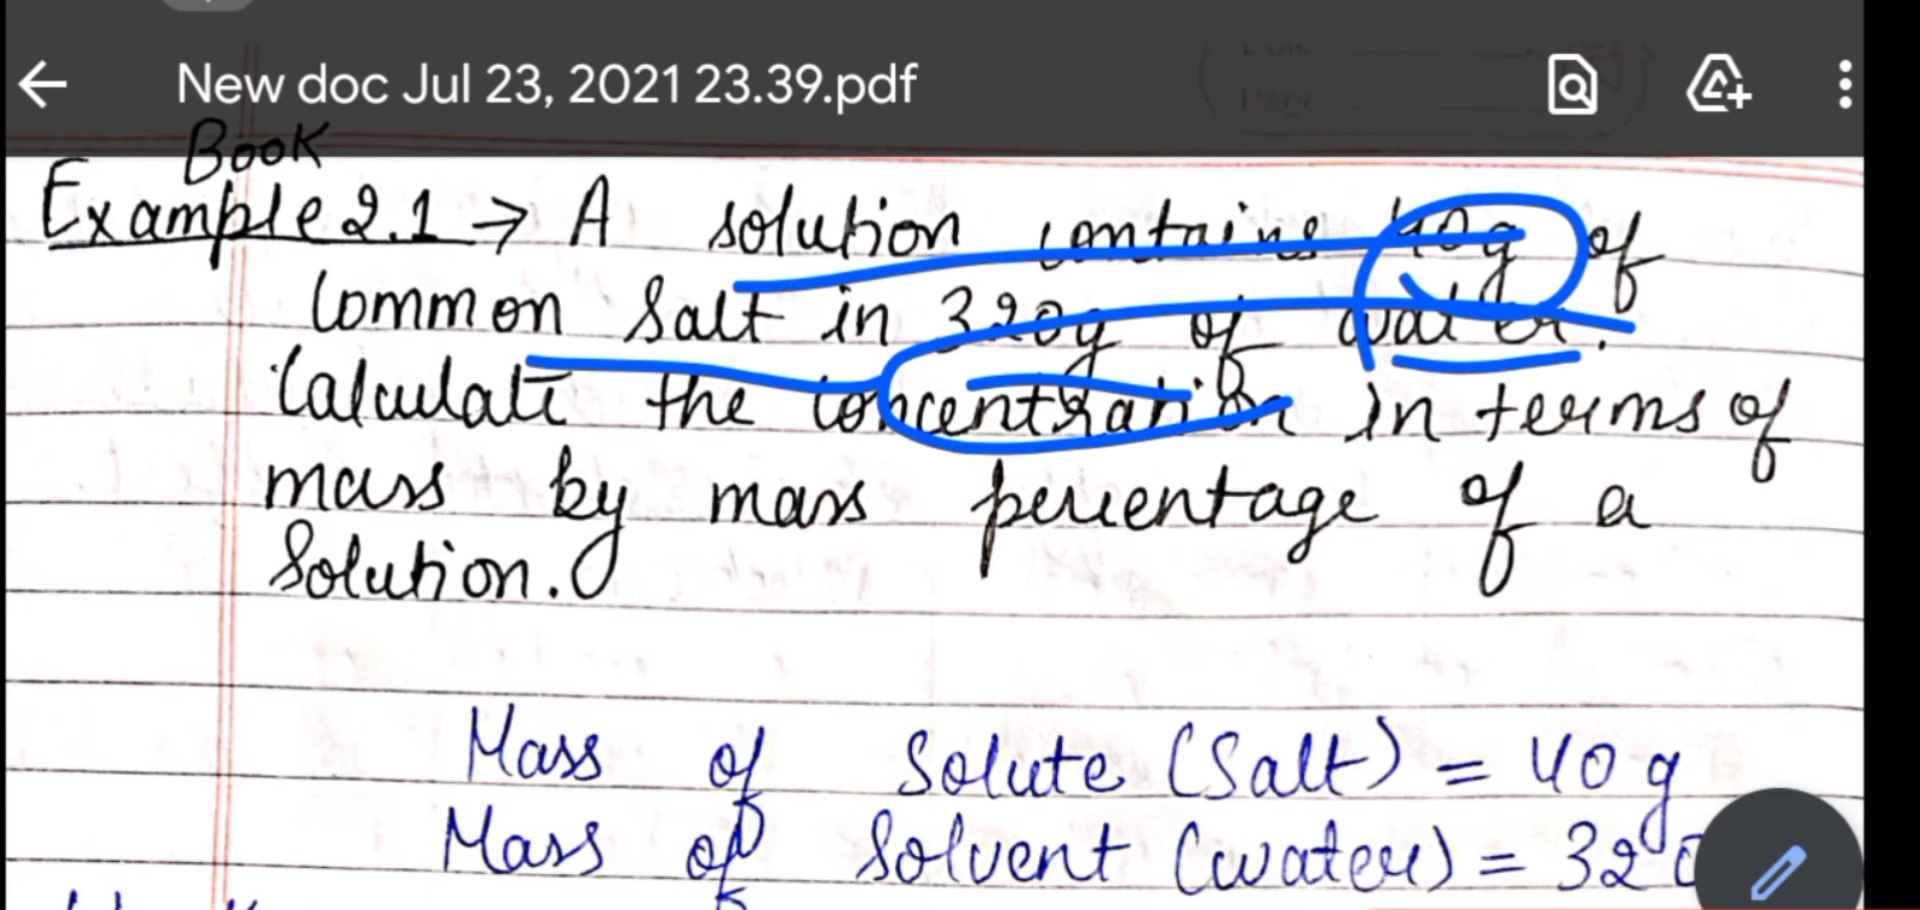 New doc Jul 23, 2021 23.39.pdf
Book
Example 2.1 → A solution contains 40g of
Common Salt in 320g of water.
Calculate the concentration in terms of
mass by mass percentage of a
Solution.
Mass of Solute (Salt) = 40 g
Mass of Solvent (water) = 320